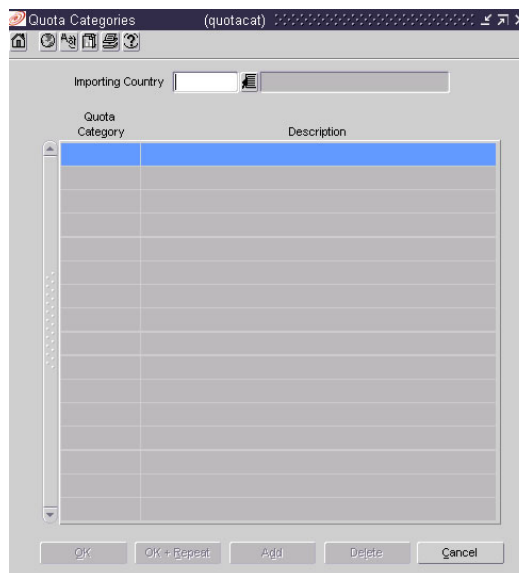 Quota Categories (quotacat)
Importing Country
Quota
Category Description
OK OK + Repeat Add Delete Cancel